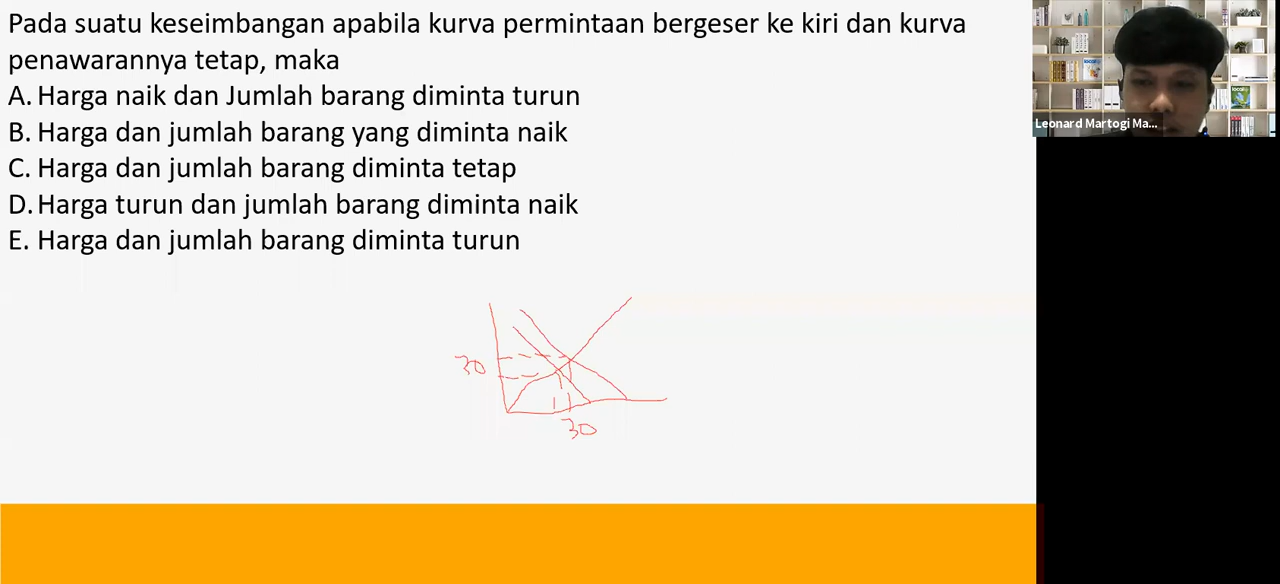 Pada suatu keseimbangan apabila kurva permintaan bergeser ke kiri dan kurva
penawarannya tetap, maka
A. Harga naik dan Jumlah barang diminta turun
B. Harga dan jumlah barang yang diminta naik
C. Harga dan jumlah barang diminta tetap
D. Harga turun dan jumlah barang diminta naik
E. Harga dan jumlah barang diminta turun
30
30
Leonard Martogi Ma...